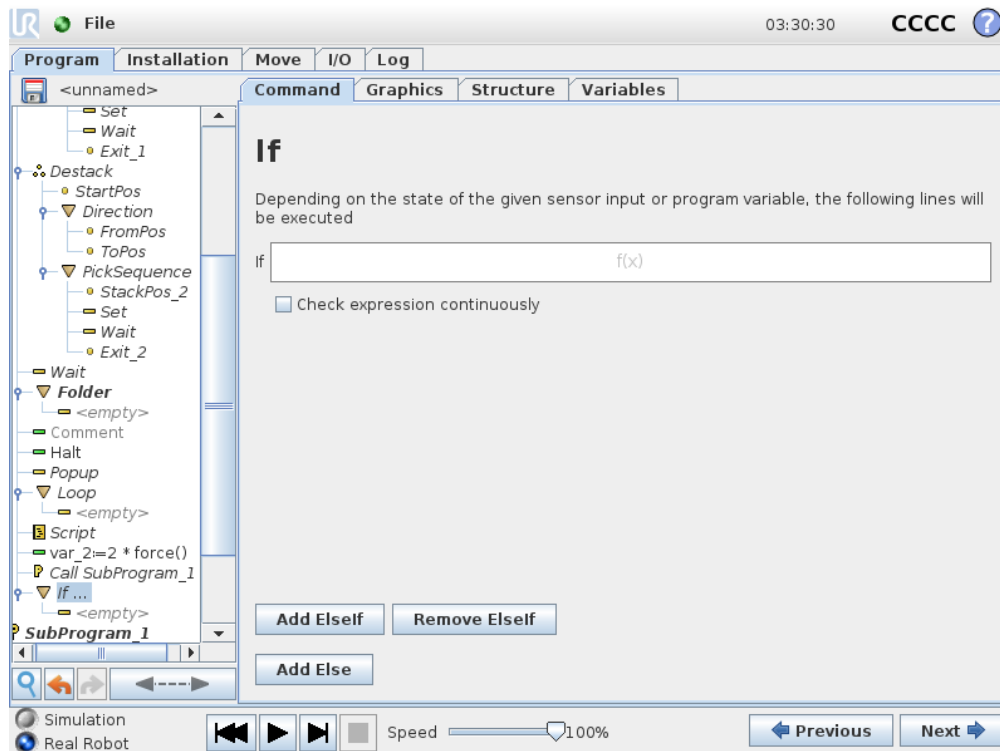 UR File 03:30:30 CCCC ?
Program Installation Move I/O Log
<unnamed> Command Graphics Structure Variables
Set
Wait
Exit_1
Destack
StartPos
Direction
FromPos
ToPos
PickSequence
StackPos_2
Set
Wait
Exit_2
Wait
Folder
<empty>
Comment
Halt
Popup
Loop
<empty>
Script
var_2:=2 * force()
Call SubProgram_1
If ...
<empty>
SubProgram_1
If
Depending on the state of the given sensor input or program variable, the following lines will
be executed
If f(x)
Check expression continuously
Add ElseIf Remove ElseIf
Add Else
Simulation
Real Robot
Speed 100%
Previous Next